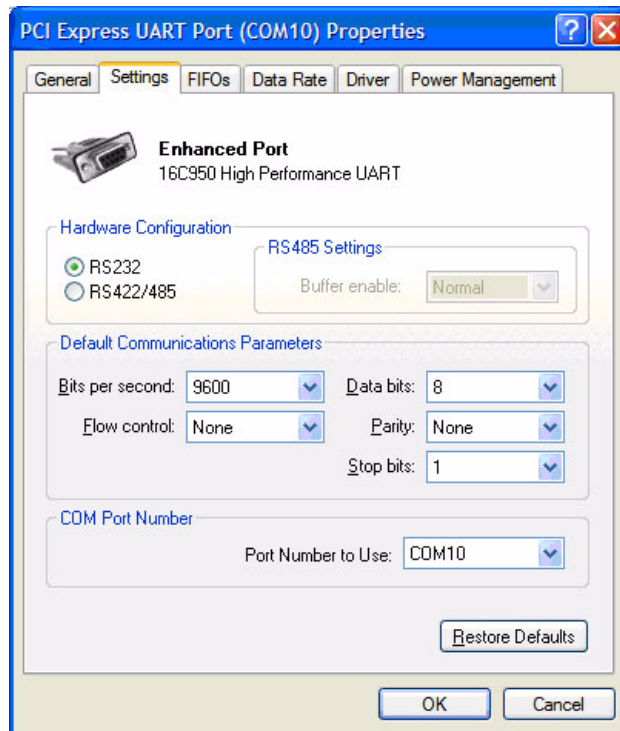 PCI Express UART Port (COM10) Properties
General Settings FIFOs Data Rate Driver Power Management
Enhanced Port
16C950 High Performance UART
Hardware Configuration
RS232
RS422/485
RS485 Settings
Buffer enable: Normal
Default Communications Parameters
Bits per second: 9600 Data bits: 8
Flow control: None Parity: None
Stop bits: 1
COM Port Number
Port Number to Use: COM10
Restore Defaults
OK Cancel